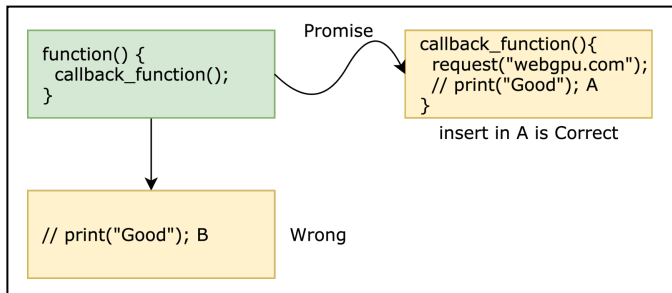 function() {
callback_function();
}
Promise
callback_function(){
request("webgpu.com");
// print("Good"); A
}
insert in A is Correct
// print("Good"); B
Wrong